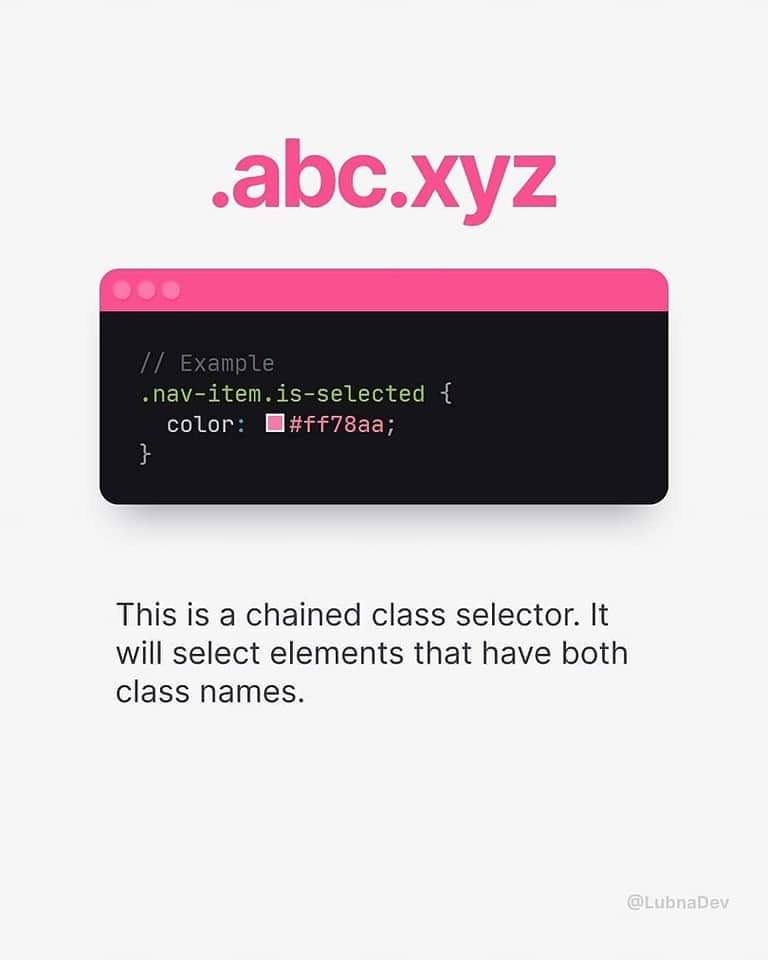 .abc.xyz
// Example
.nav-item.is-selected {
  color: #ff78aa;
}
This is a chained class selector. It
will select elements that have both
class names.
@LubnaDev